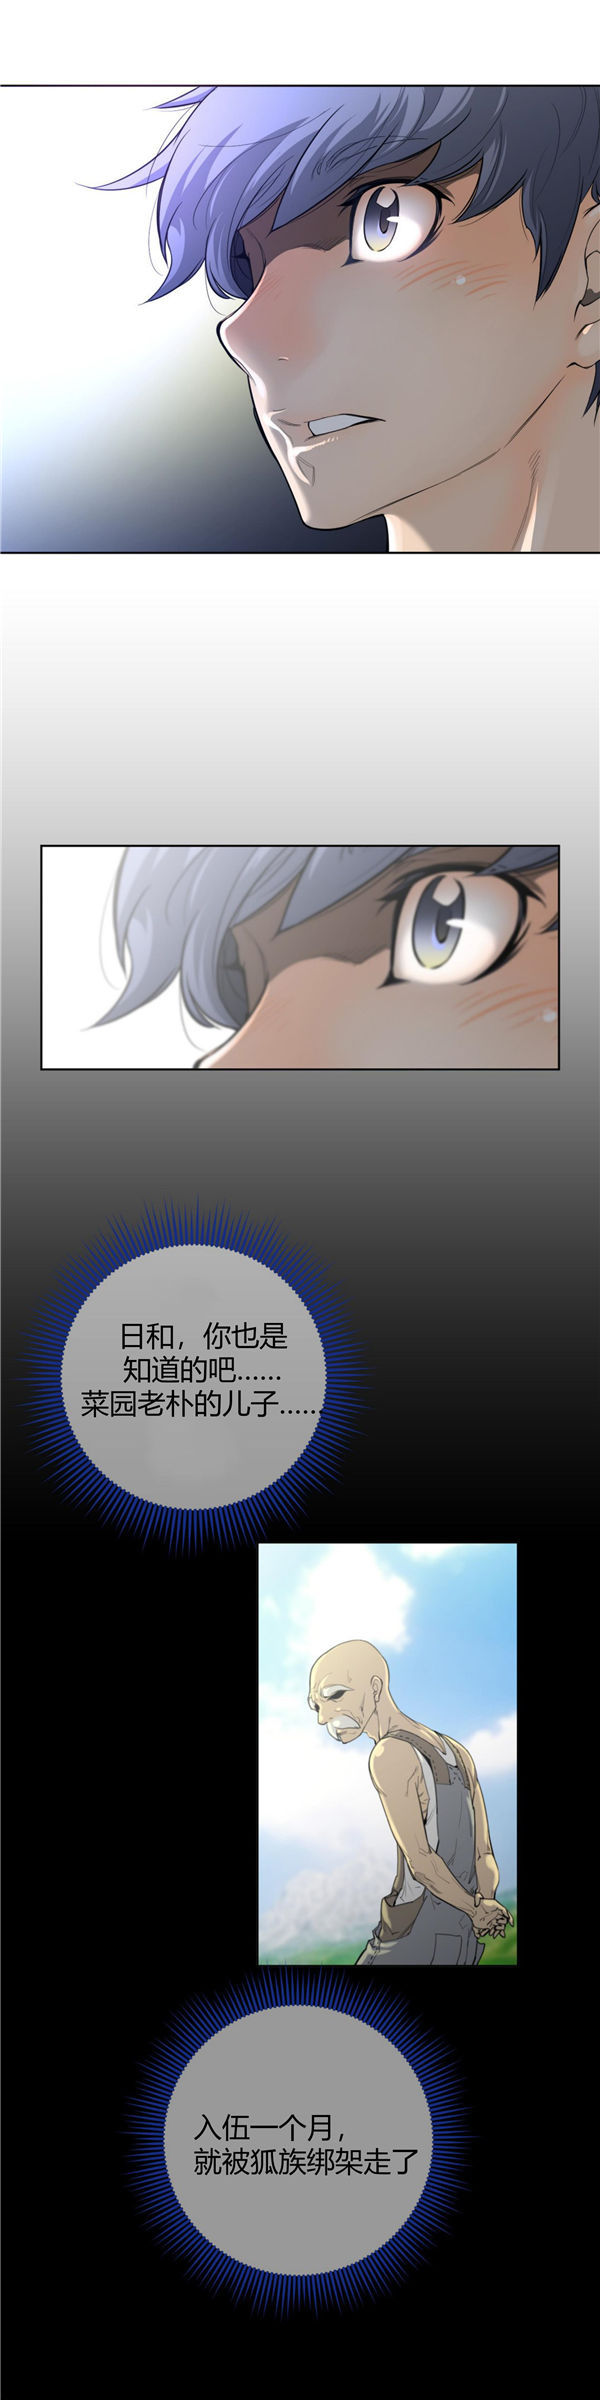 日和，你也是
知道的吧……
菜园老朴的儿子……
入伍一个月，
就被狐族绑架走了